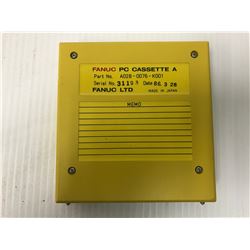 FANUC PC CASSETTE A
Part No. A02B-0076-K001
Serial No. 3119 Date 86.3.28
FANUC LTD MADE IN JAPAN
MEMO